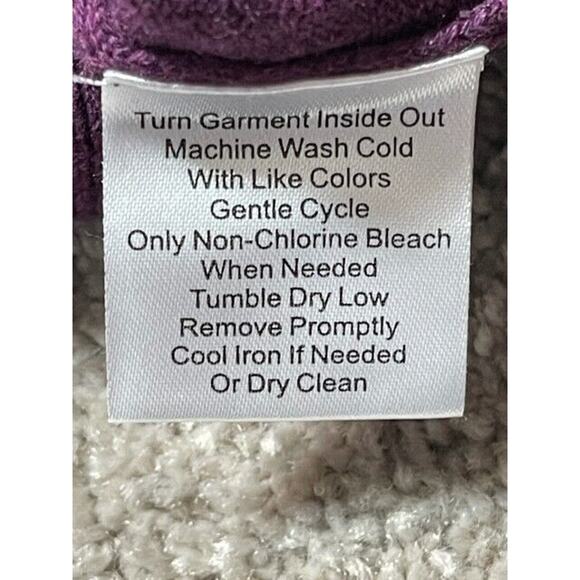 Turn Garment Inside Out
Machine Wash Cold
With Like Colors
Gentle Cycle
Only Non-Chlorine Bleach
When Needed
Tumble Dry Low
Remove Promptly
Cool Iron If Needed
Or Dry Clean